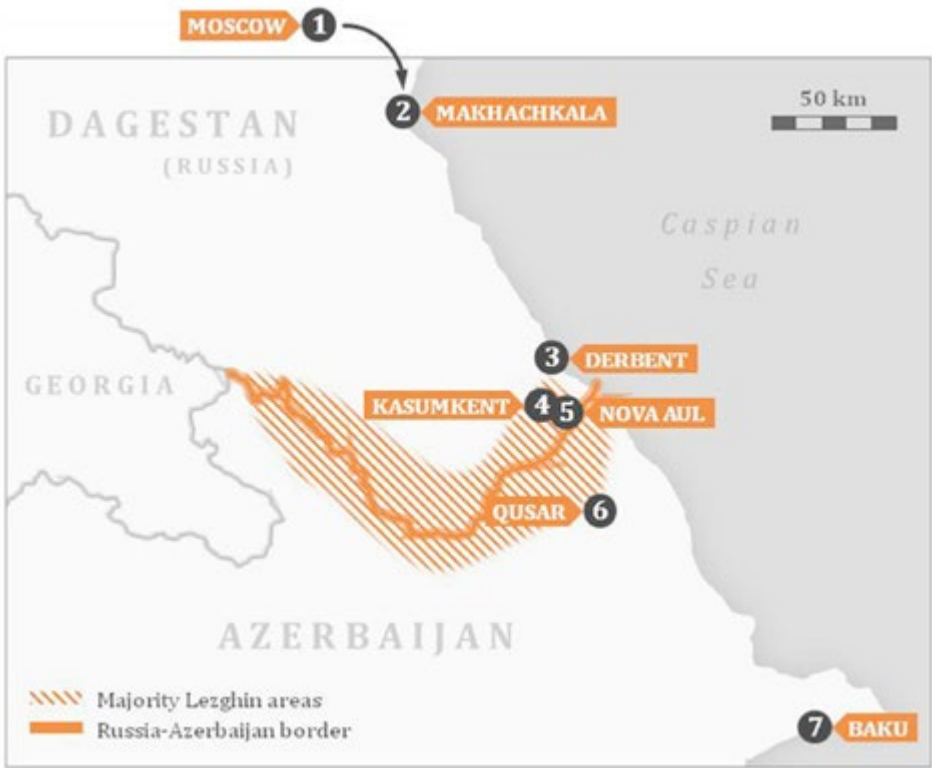 MOSCOW 1
2 MAKHACHKALA
50 km
DAGESTAN
(RUSSIA)
Caspian
Sea
3 DERBENT
GEORGIA
KASUMKENT 4
5 NOVA AUL
QUSAR 6
AZERBAIJAN
Majority Lezghin areas
Russia-Azerbaijan border
7 BAKU